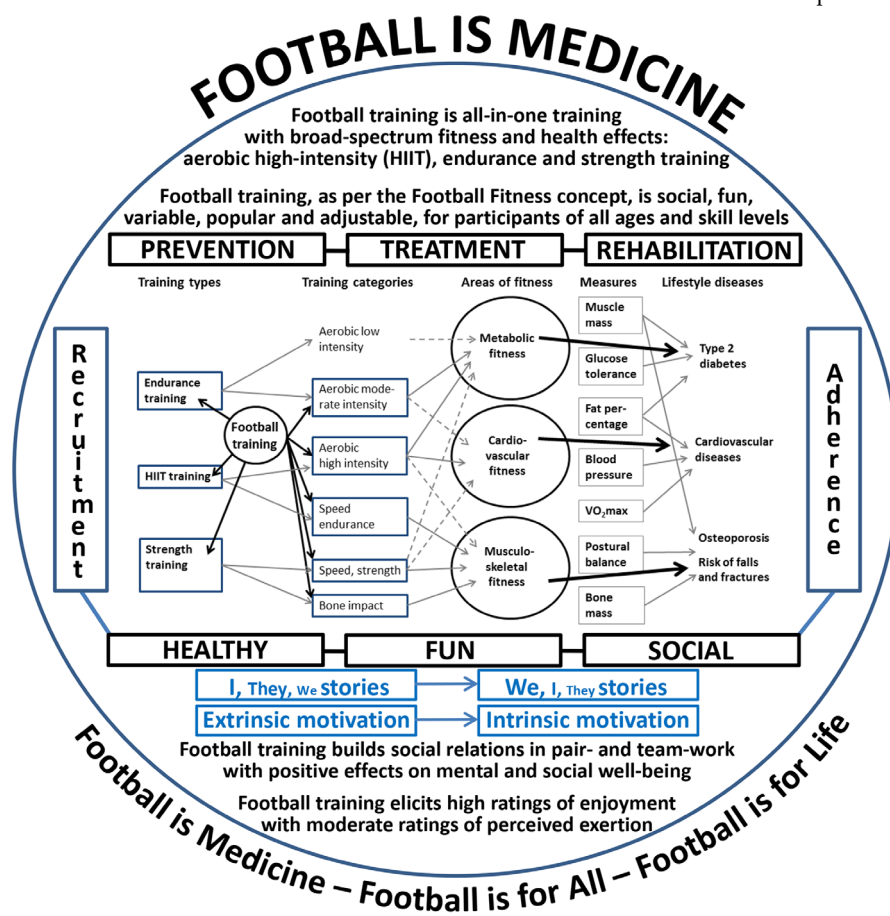 FOOTBALL IS MEDICINE
Football training is all-in-one training
with broad-spectrum fitness and health effects:
aerobic high-intensity (HIIT), endurance and strength training
Football training, as per the Football Fitness concept, is social, fun,
variable, popular and adjustable, for participants of all ages and skill levels
PREVENTION
TREATMENT
REHABILITATION
Training types
Training categories
Areas of fitness
Measures
Lifestyle diseases
Recruitment
Endurance
training
HIIT training
Strength
training
Football
training
Aerobic low
intensity
Aerobic mode-
rate intensity
Aerobic
high intensity
Speed
endurance
Speed, strength
Bone impact
Metabolic
fitness
Cardio-
vascular
fitness
Musculo-
skeletal
fitness
Muscle
mass
Glucose
tolerance
Fat per-
centage
Blood
pressure
VO₂max
Postural
balance
Bone
mass
Type 2
diabetes
Cardiovascular
diseases
Osteoporosis
Risk of falls
and fractures
Adherence
HEALTHY
FUN
SOCIAL
I, They, We stories
We, I, They stories
Extrinsic motivation
Intrinsic motivation
Football training builds social relations in pair- and team-work
with positive effects on mental and social well-being
Football training elicits high ratings of enjoyment
with moderate ratings of perceived exertion
Football is Medicine – Football is for All – Football is for Life